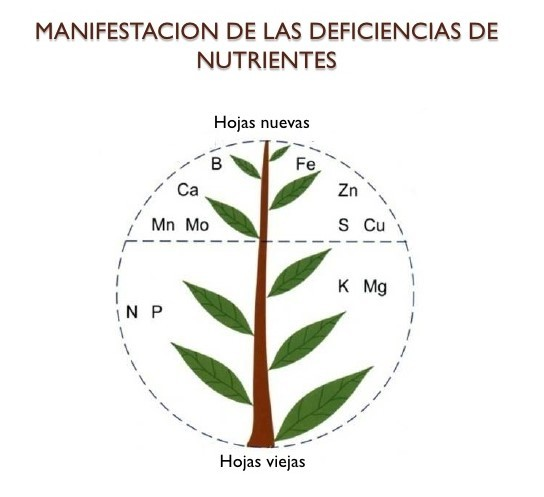 MANIFESTACION DE LAS DEFICIENCIAS DE
NUTRIENTES
Hojas nuevas
B Fe
Ca Zn
Mn Mo S Cu
K Mg
N P
Hojas viejas